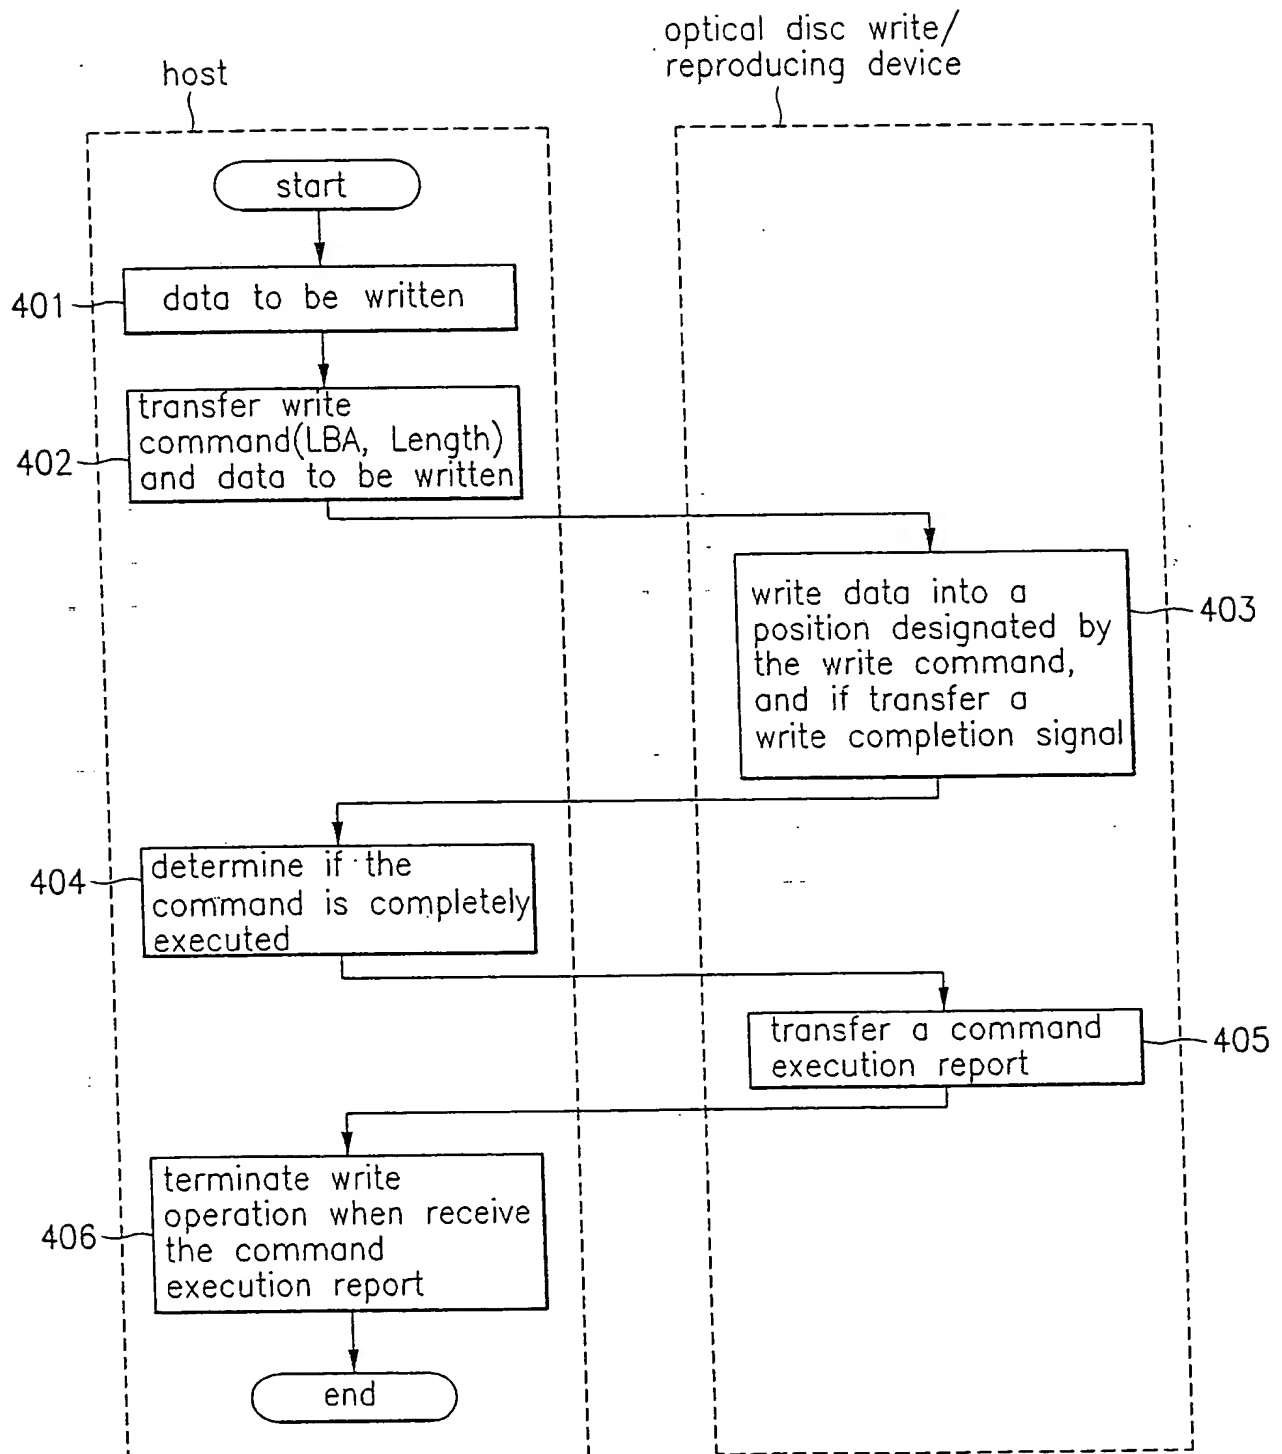 host
optical disc write/
reproducing device
start
401
data to be written
402
transfer write
command(LBA, Length)
and data to be written
write data into a
position designated by
the write command,
and if transfer a
write completion signal
403
404
determine if the
command is completely
executed
transfer a command
execution report
405
406
terminate write
operation when receive
the command
execution report
end